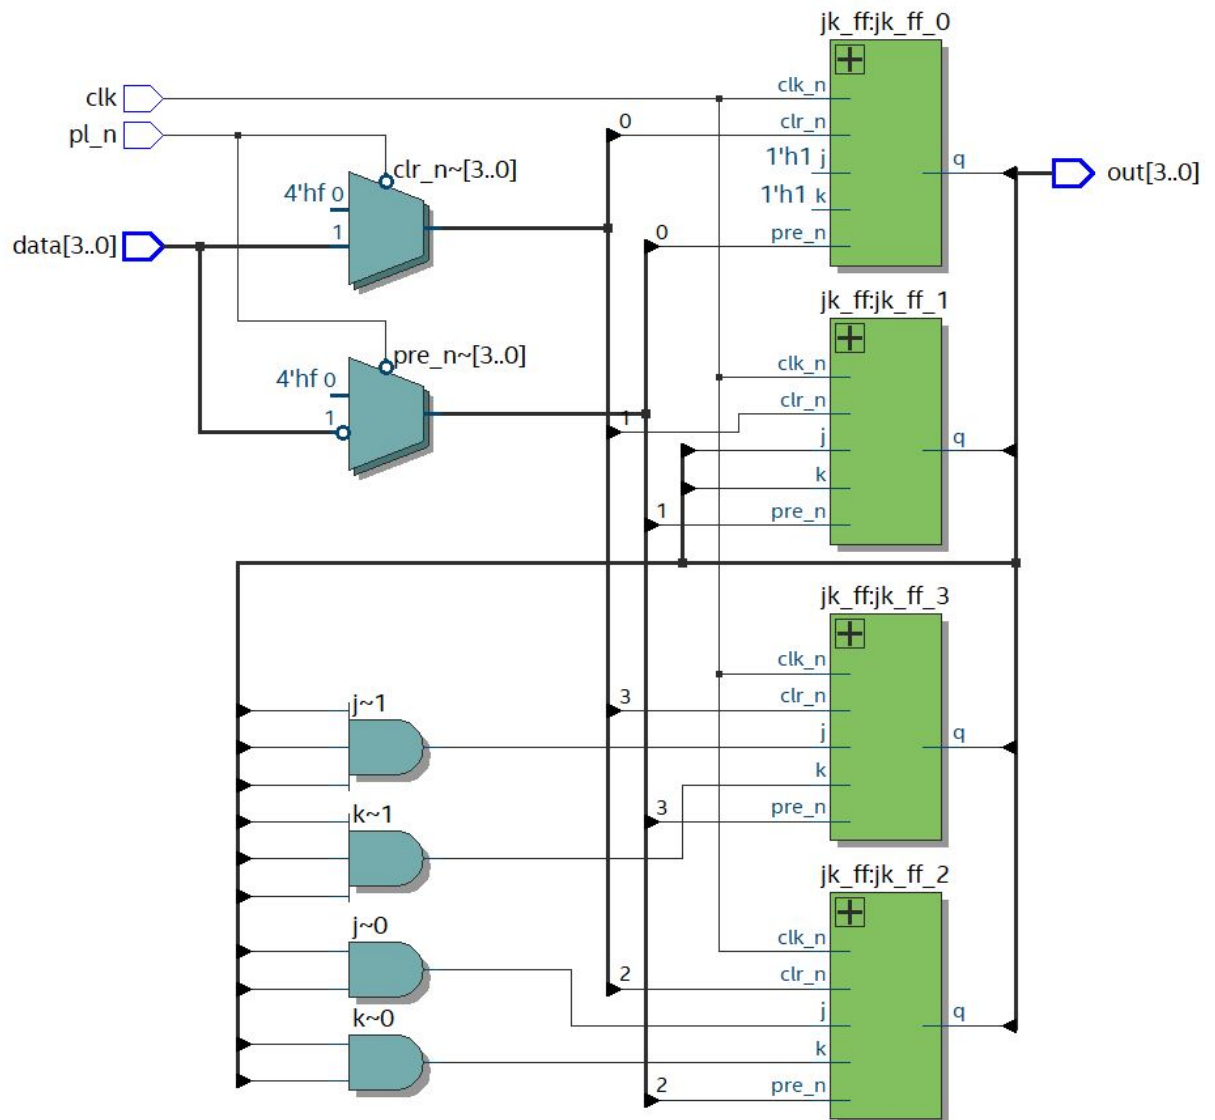 jk_ff:jk_ff_0
clk
clk_n
pl_n
0
clr_n
clr_n~[3..0]
1'h1 j
q
out[3..0]
4'hf 0
1'h1 k
1
data[3..0]
0
pre_n
jk_ff:jk_ff_1
pre_n~[3..0]
clk_n
4'hf 0
clr_n
1
1
j
q
k
1
pre_n
jk_ff:jk_ff_3
clk_n
3
clr_n
j~1
j
q
k
3
pre_n
k~1
jk_ff:jk_ff_2
j~0
clk_n
2
clr_n
k~0
j
q
k
2
pre_n